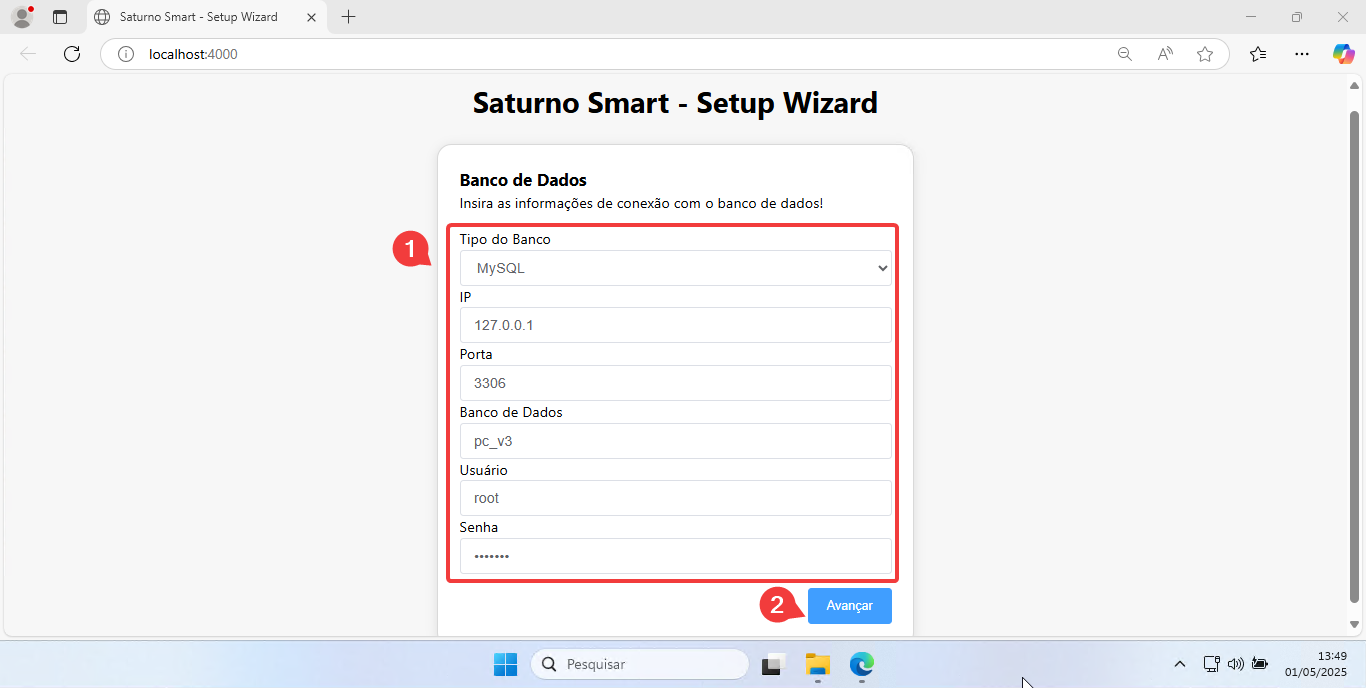 Saturno Smart - Setup Wizard
localhost:4000
Saturno Smart - Setup Wizard
Banco de Dados
Insira as informações de conexão com o banco de dados!
1
Tipo do Banco
MySQL
IP
127.0.0.1
Porta
3306
Banco de Dados
pc_v3
Usuário
root
Senha
•••••••
2
Avançar
Pesquisar
13:49
01/05/2025